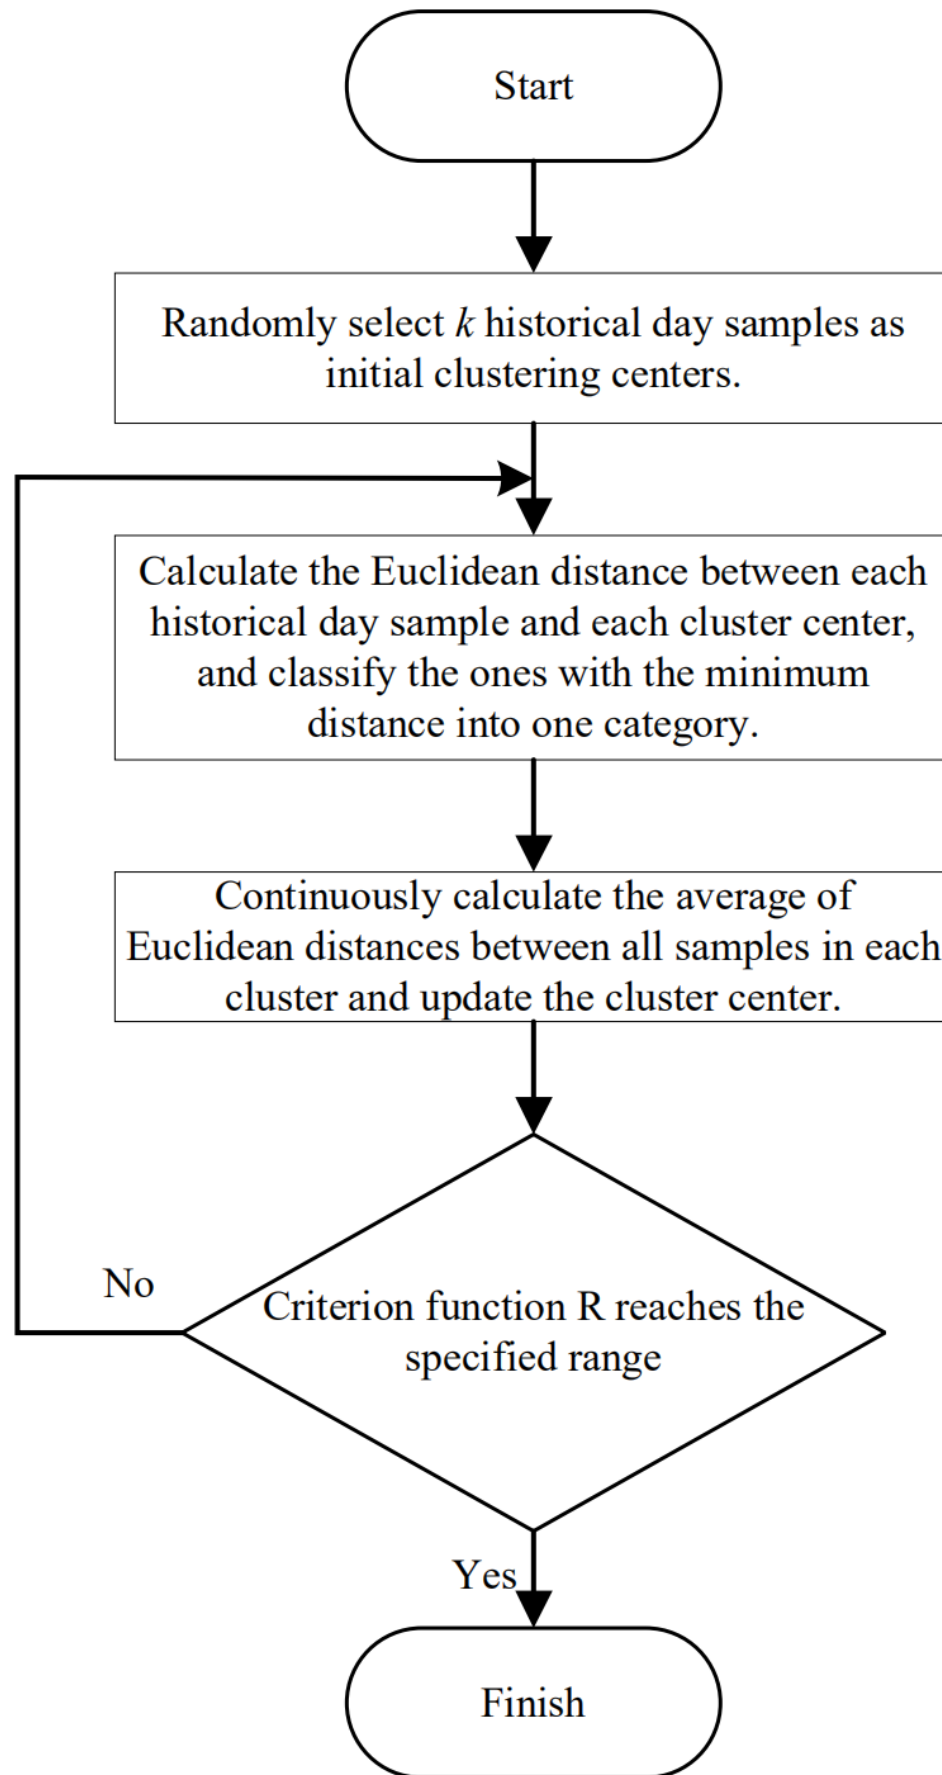 Start
Randomly select k historical day samples as
initial clustering centers.
Calculate the Euclidean distance between each
historical day sample and each cluster center,
and classify the ones with the minimum
distance into one category.
Continuously calculate the average of
Euclidean distances between all samples in each
cluster and update the cluster center.
No
Criterion function R reaches the
specified range
Yes
Finish